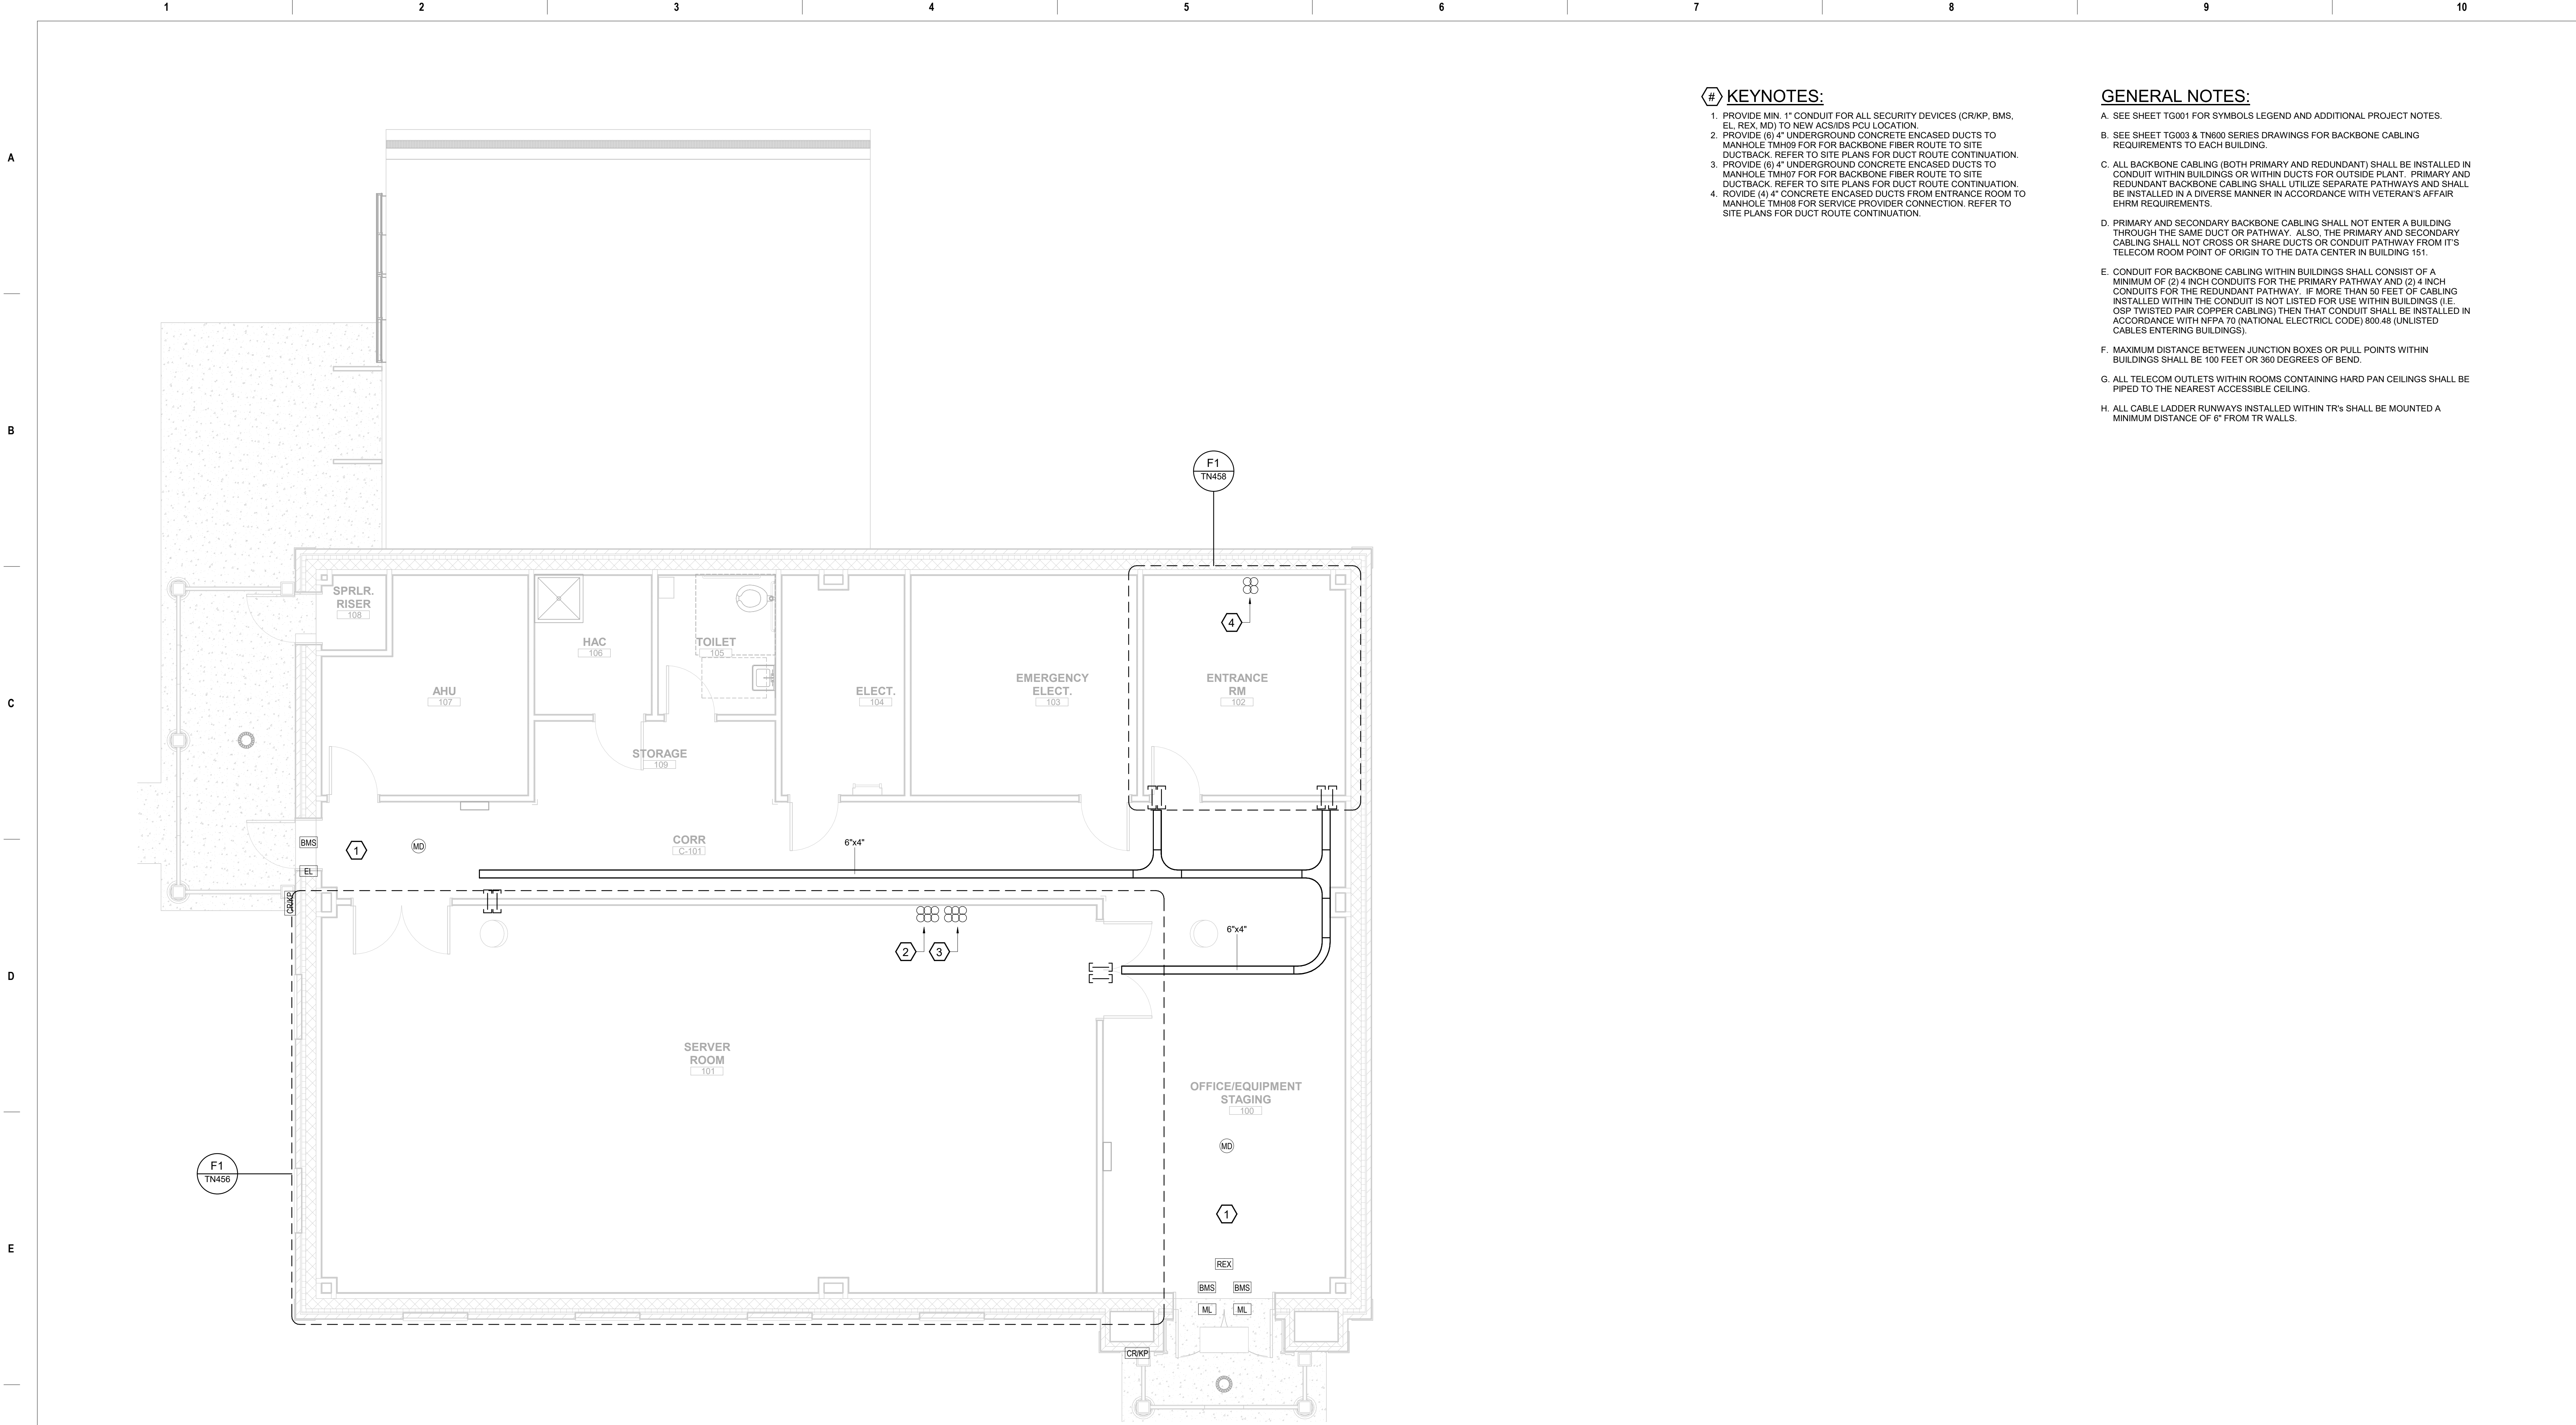 1 2 3 4 5 6 7 8 9 10
A
B
C
D
E
# KEYNOTES:
1. PROVIDE MIN. 1" CONDUIT FOR ALL SECURITY DEVICES (CR/KP, BMS,
EL, REX, MD) TO NEW ACS/IDS PCU LOCATION.
2. PROVIDE (6) 4" UNDERGROUND CONCRETE ENCASED DUCTS TO
MANHOLE TMH09 FOR FOR BACKBONE FIBER ROUTE TO SITE
DUCTBACK. REFER TO SITE PLANS FOR DUCT ROUTE CONTINUATION.
3. PROVIDE (6) 4" UNDERGROUND CONCRETE ENCASED DUCTS TO
MANHOLE TMH07 FOR FOR BACKBONE FIBER ROUTE TO SITE
DUCTBACK. REFER TO SITE PLANS FOR DUCT ROUTE CONTINUATION.
4. ROVIDE (4) 4" CONCRETE ENCASED DUCTS FROM ENTRANCE ROOM TO
MANHOLE TMH08 FOR SERVICE PROVIDER CONNECTION. REFER TO
SITE PLANS FOR DUCT ROUTE CONTINUATION.
GENERAL NOTES:
A. SEE SHEET TG001 FOR SYMBOLS LEGEND AND ADDITIONAL PROJECT NOTES.
B. SEE SHEET TG003 & TN600 SERIES DRAWINGS FOR BACKBONE CABLING
REQUIREMENTS TO EACH BUILDING.
C. ALL BACKBONE CABLING (BOTH PRIMARY AND REDUNDANT) SHALL BE INSTALLED IN
CONDUIT WITHIN BUILDINGS OR WITHIN DUCTS FOR OUTSIDE PLANT. PRIMARY AND
REDUNDANT BACKBONE CABLING SHALL UTILIZE SEPARATE PATHWAYS AND SHALL
BE INSTALLED IN A DIVERSE MANNER IN ACCORDANCE WITH VETERAN'S AFFAIR
EHRM REQUIREMENTS.
D. PRIMARY AND SECONDARY BACKBONE CABLING SHALL NOT ENTER A BUILDING
THROUGH THE SAME DUCT OR PATHWAY. ALSO, THE PRIMARY AND SECONDARY
CABLING SHALL NOT CROSS OR SHARE DUCTS OR CONDUIT PATHWAY FROM IT'S
TELECOM ROOM POINT OF ORIGIN TO THE DATA CENTER IN BUILDING 151.
E. CONDUIT FOR BACKBONE CABLING WITHIN BUILDINGS SHALL CONSIST OF A
MINIMUM OF (2) 4 INCH CONDUITS FOR THE PRIMARY PATHWAY AND (2) 4 INCH
CONDUITS FOR THE REDUNDANT PATHWAY. IF MORE THAN 50 FEET OF CABLING
INSTALLED WITHIN THE CONDUIT IS NOT LISTED FOR USE WITHIN BUILDINGS (I.E.
OSP TWISTED PAIR COPPER CABLING) THEN THAT CONDUIT SHALL BE INSTALLED IN
ACCORDANCE WITH NFPA 70 (NATIONAL ELECTRICL CODE) 800.48 (UNLISTED
CABLES ENTERING BUILDINGS).
F. MAXIMUM DISTANCE BETWEEN JUNCTION BOXES OR PULL POINTS WITHIN
BUILDINGS SHALL BE 100 FEET OR 360 DEGREES OF BEND.
G. ALL TELECOM OUTLETS WITHIN ROOMS CONTAINING HARD PAN CEILINGS SHALL BE
PIPED TO THE NEAREST ACCESSIBLE CEILING.
H. ALL CABLE LADDER RUNWAYS INSTALLED WITHIN TR's SHALL BE MOUNTED A
MINIMUM DISTANCE OF 6" FROM TR WALLS.
F1
TN458
SPRLR.
RISER
108
HAC
106
TOILET
105
4
AHU
107
ELECT.
104
EMERGENCY
ELECT.
103
ENTRANCE
RM
102
STORAGE
109
BMS
1
MD
CORR
C-101
6"x4"
EL
CR/KP
2
3
6"x4"
SERVER
ROOM
101
OFFICE/EQUIPMENT
STAGING
100
MD
F1
TN456
1
REX
BMS BMS
ML ML
CR/KP